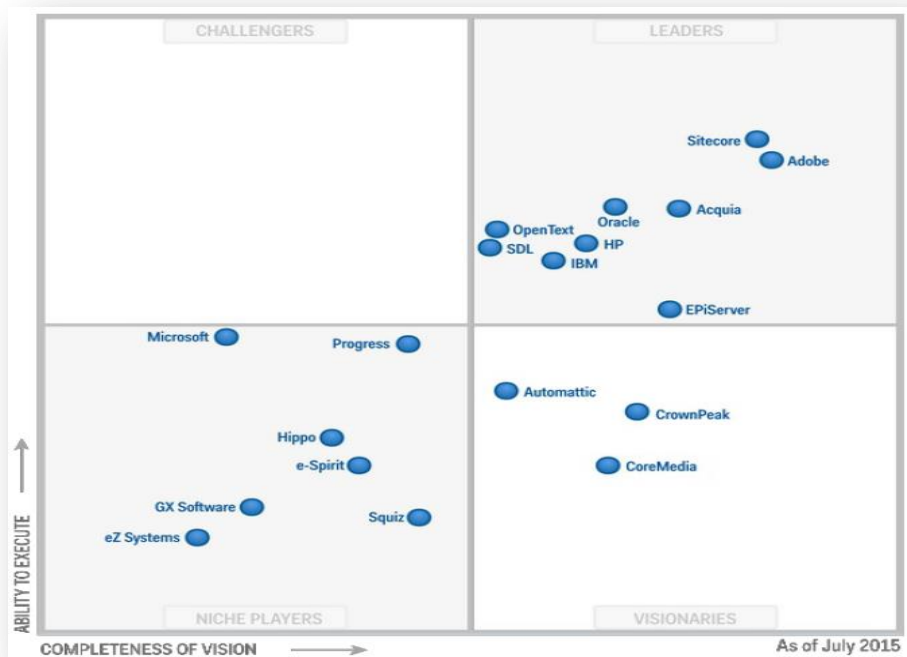 CHALLENGERS
LEADERS
Sitecore
Adobe
Oracle
Acquia
OpenText
HP
SDL
IBM
EPiServer
Microsoft
Progress
Automattic
CrownPeak
Hippo
e-Spirit
CoreMedia
GX Software
Squiz
eZ Systems
NICHE PLAYERS
VISIONARIES
ABILITY TO EXECUTE
COMPLETENESS OF VISION
As of July 2015